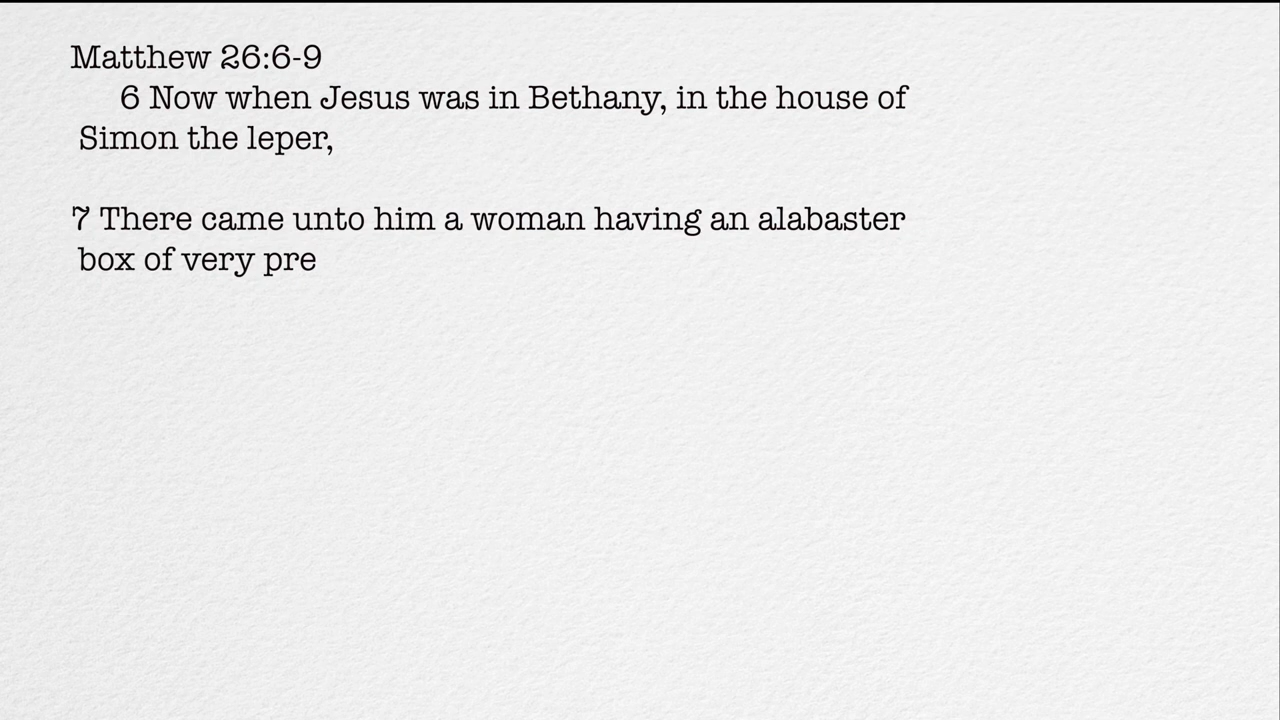 Matthew 26:6-9
6 Now when Jesus was in Bethany, in the house of
Simon the leper,
7 There came unto him a woman having an alabaster
box of very pre